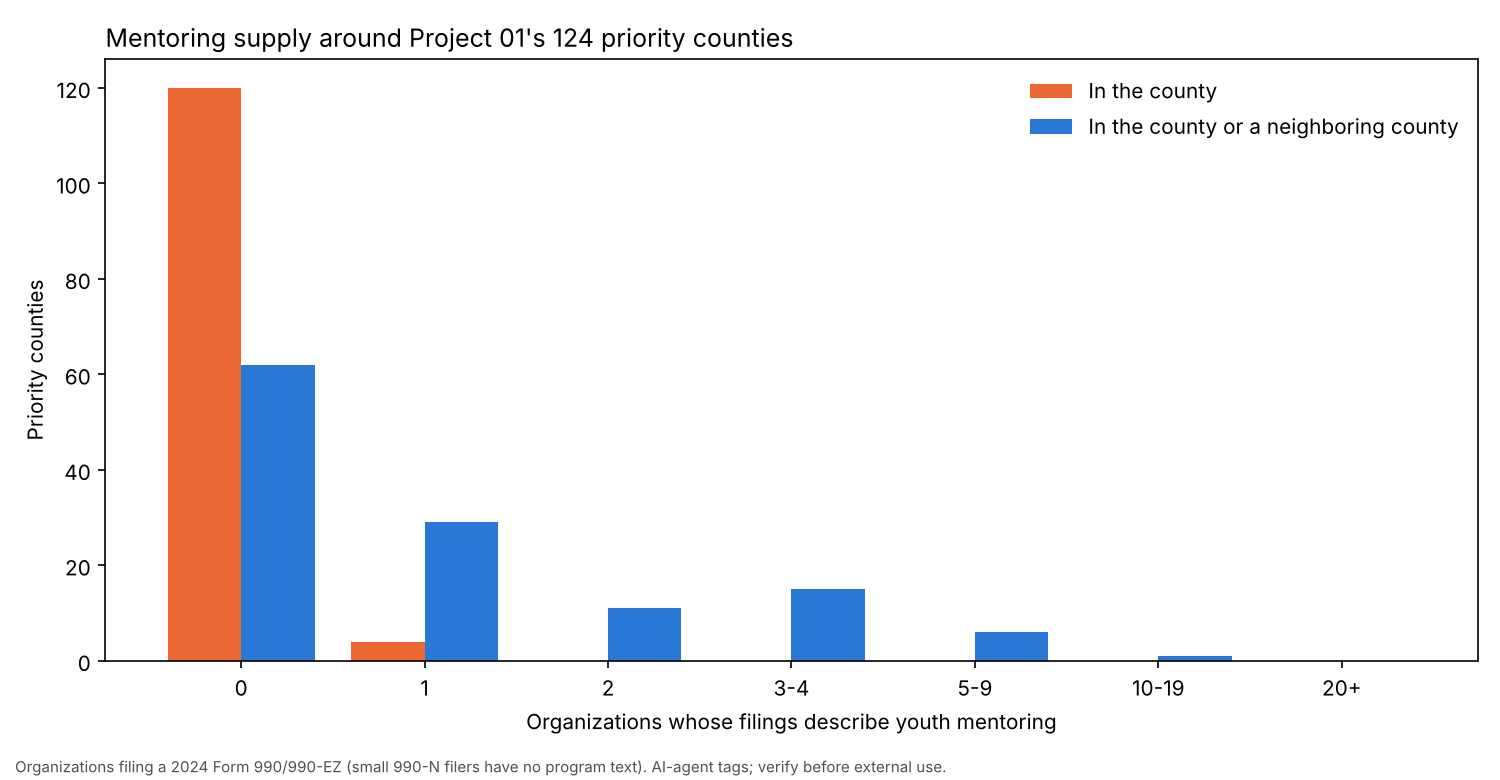 Mentoring supply around Project 01's 124 priority counties
In the county
In the county or a neighboring county
Priority counties
120
100
80
60
40
20
0
0 1 2 3-4 5-9 10-19 20+
Organizations whose filings describe youth mentoring
Organizations filing a 2024 Form 990/990-EZ (small 990-N filers have no program text). AI-agent tags; verify before external use.